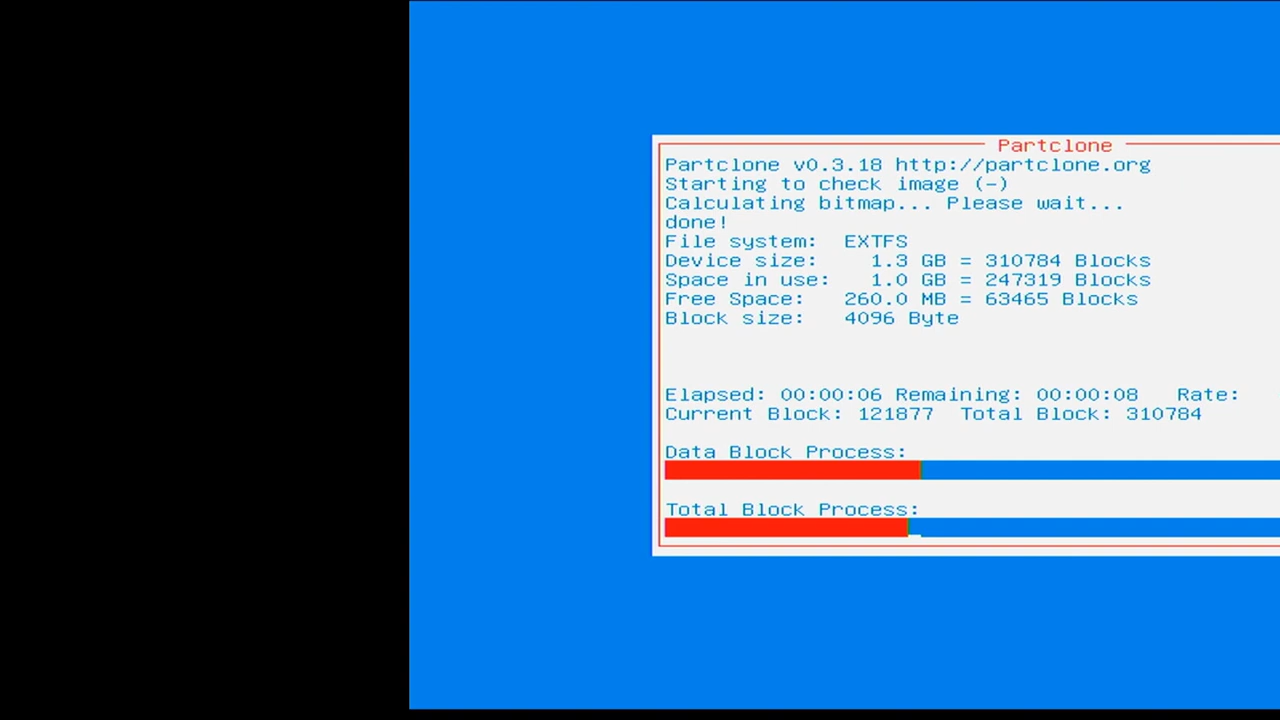 Partclone
Partclone v0.3.18 http://partclone.org
Starting to check image (-)
Calculating bitmap... Please wait...
done!
File system:  EXTFS
Device size:    1.3 GB = 310784 Blocks
Space in use:   1.0 GB = 247319 Blocks
Free Space:   260.0 MB = 63465 Blocks
Block size:   4096 Byte
Elapsed: 00:00:06 Remaining: 00:00:08   Rate:
Current Block: 121877  Total Block: 310784
Data Block Process:
Total Block Process: